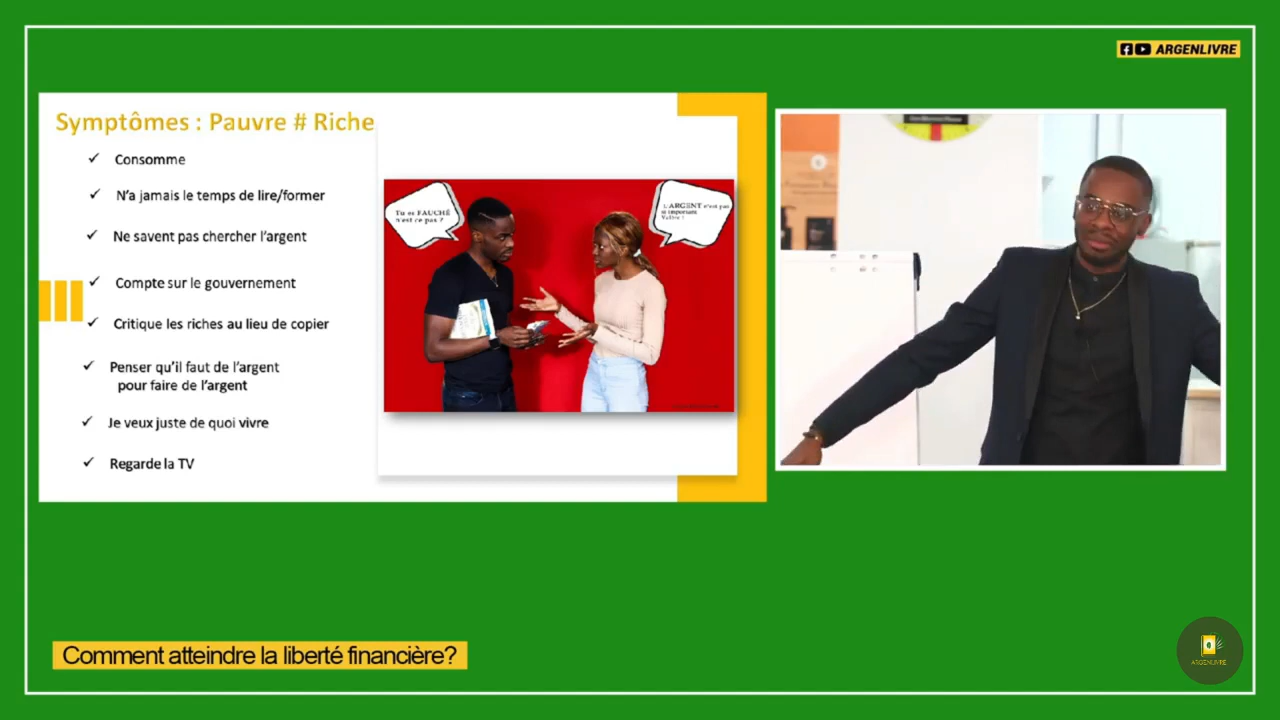 ARGENLIVRE
Symptômes : Pauvre # Riche
Consomme
N'a jamais le temps de lire/former
Ne savent pas chercher l'argent
Compte sur le gouvernement
Critique les riches au lieu de copier
Penser qu'il faut de l'argent
pour faire de l'argent
Je veux juste de quoi vivre
Regarde la TV
Tu es FAUCHÉ
n'est ce pas ?
L'ARGENT n'est pas
si important
Comment atteindre la liberté financière?
ARGENLIVRE